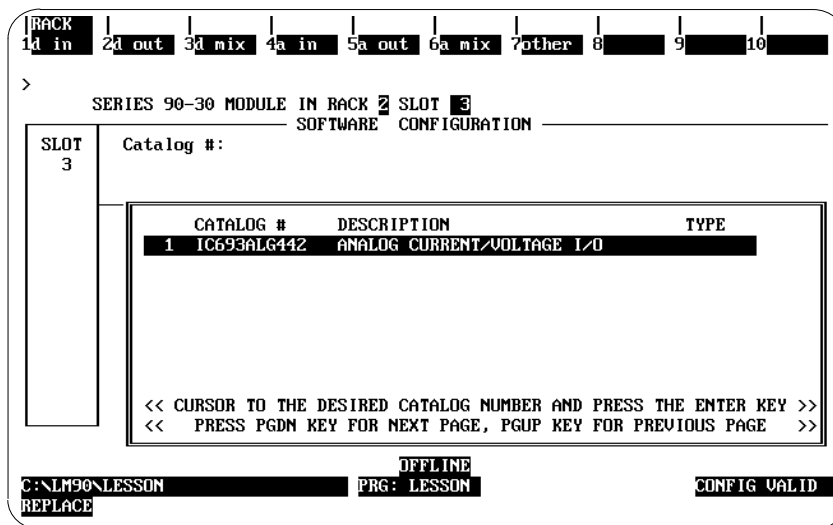 RACK
1d in 2d out 3d mix 4a in 5a out 6a mix 7other 8 9 10
>
SERIES 90-30 MODULE IN RACK 2 SLOT 3
SOFTWARE CONFIGURATION
SLOT Catalog #:
3
CATALOG # DESCRIPTION TYPE
1 IC693ALG442 ANALOG CURRENT/VOLTAGE I/O
<< CURSOR TO THE DESIRED CATALOG NUMBER AND PRESS THE ENTER KEY >>
<< PRESS PGDN KEY FOR NEXT PAGE, PGUP KEY FOR PREVIOUS PAGE >>
OFFLINE
C:\LM90\LESSON PRG: LESSON CONFIG VALID
REPLACE